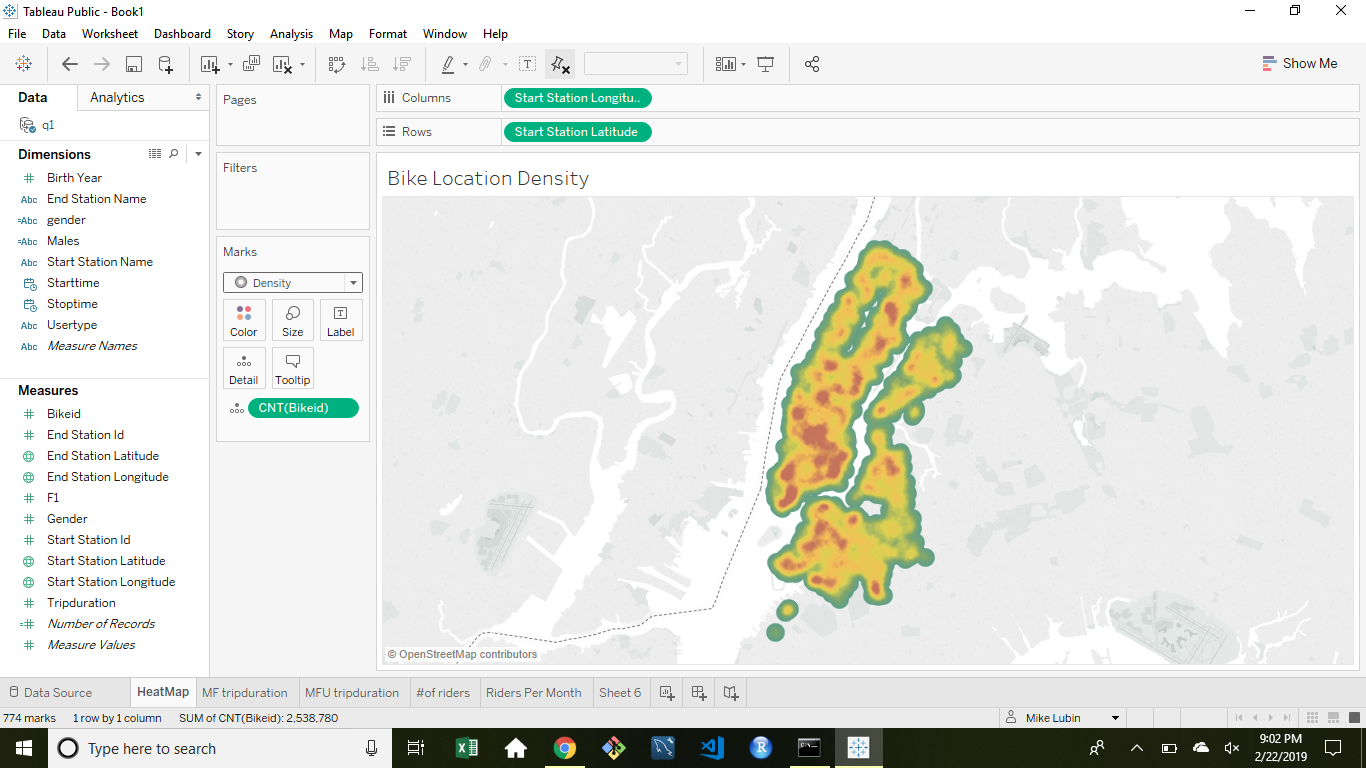 Tableau Public - Book1
File Data Worksheet Dashboard Story Analysis Map Format Window Help
Show Me
Data Analytics
q1
Dimensions
Birth Year
Abc End Station Name
=Abc gender
=Abc Males
Abc Start Station Name
Starttime
Stoptime
Abc Usertype
Abc Measure Names
Measures
Bikeid
End Station Id
End Station Latitude
End Station Longitude
F1
Gender
Start Station Id
Start Station Latitude
Start Station Longitude
Tripduration
Number of Records
Measure Values
Pages
Filters
Marks
Density
Color Size Label
Detail Tooltip
CNT(Bikeid)
Columns Start Station Longitu..
Rows Start Station Latitude
Bike Location Density
© OpenStreetMap contributors
Data Source HeatMap MF tripduration MFU tripduration #of riders Riders Per Month Sheet 6
774 marks 1 row by 1 column SUM of CNT(Bikeid): 2,538,780 Mike Lubin
Type here to search
9:02 PM
2/22/2019